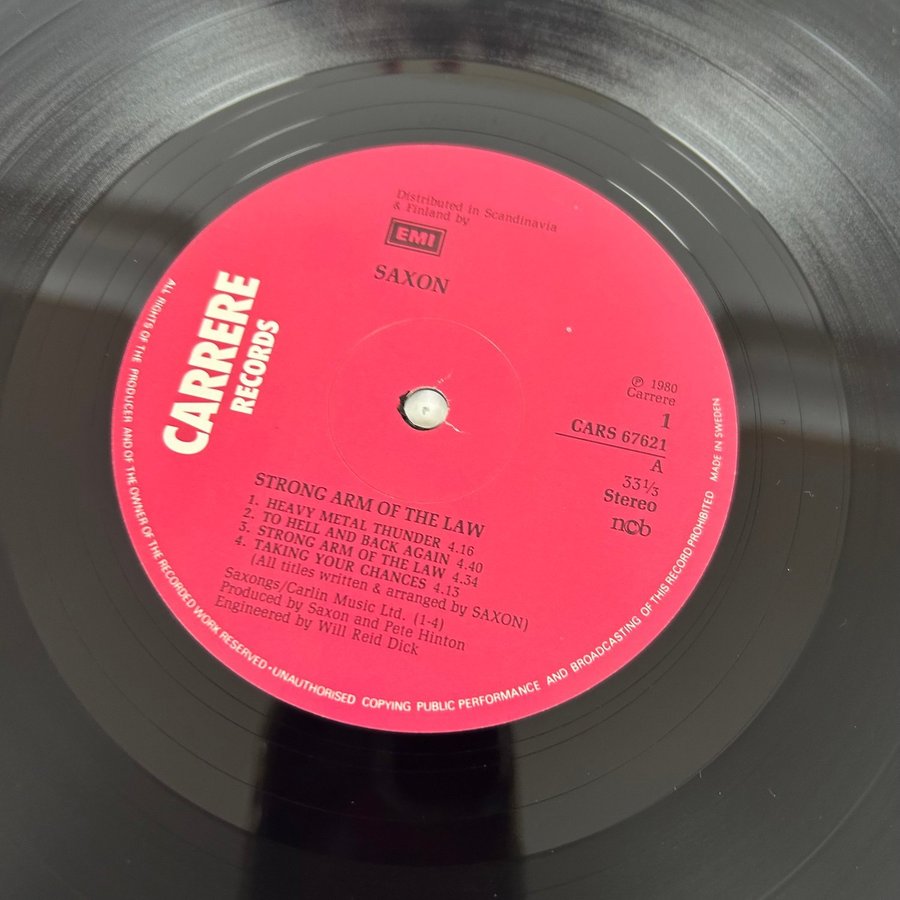 Distributed in Scandinavia
& Finland by
EMI
SAXON
CARRERE
RECORDS
℗ 1980
Carrere
1
CARS 67621
A
33⅓
Stereo
ncb
STRONG ARM OF THE LAW
1. HEAVY METAL THUNDER 4.16
2. TO HELL AND BACK AGAIN 4.40
3. STRONG ARM OF THE LAW 4.34
4. TAKING YOUR CHANCES 4.13
(All titles written & arranged by SAXON)
Saxongs/Carlin Music Ltd. (1-4)
Produced by Saxon and Pete Hinton
Engineered by Will Reid Dick
ALL RIGHTS OF THE PRODUCER AND OF THE OWNER OF THE RECORDED WORK RESERVED • UNAUTHORISED COPYING PUBLIC PERFORMANCE AND BROADCASTING OF THIS RECORD PROHIBITED MADE IN SWEDEN